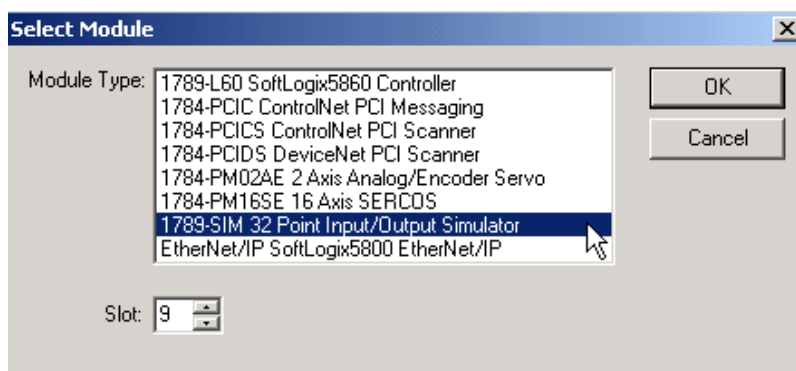 Select Module
Module Type:
1789-L60 SoftLogix5860 Controller
1784-PCIC ControlNet PCI Messaging
1784-PCICS ControlNet PCI Scanner
1784-PCIDS DeviceNet PCI Scanner
1784-PM02AE 2 Axis Analog/Encoder Servo
1784-PM16SE 16 Axis SERCOS
1789-SIM 32 Point Input/Output Simulator
EtherNet/IP SoftLogix5800 EtherNet/IP
OK
Cancel
Slot: 9